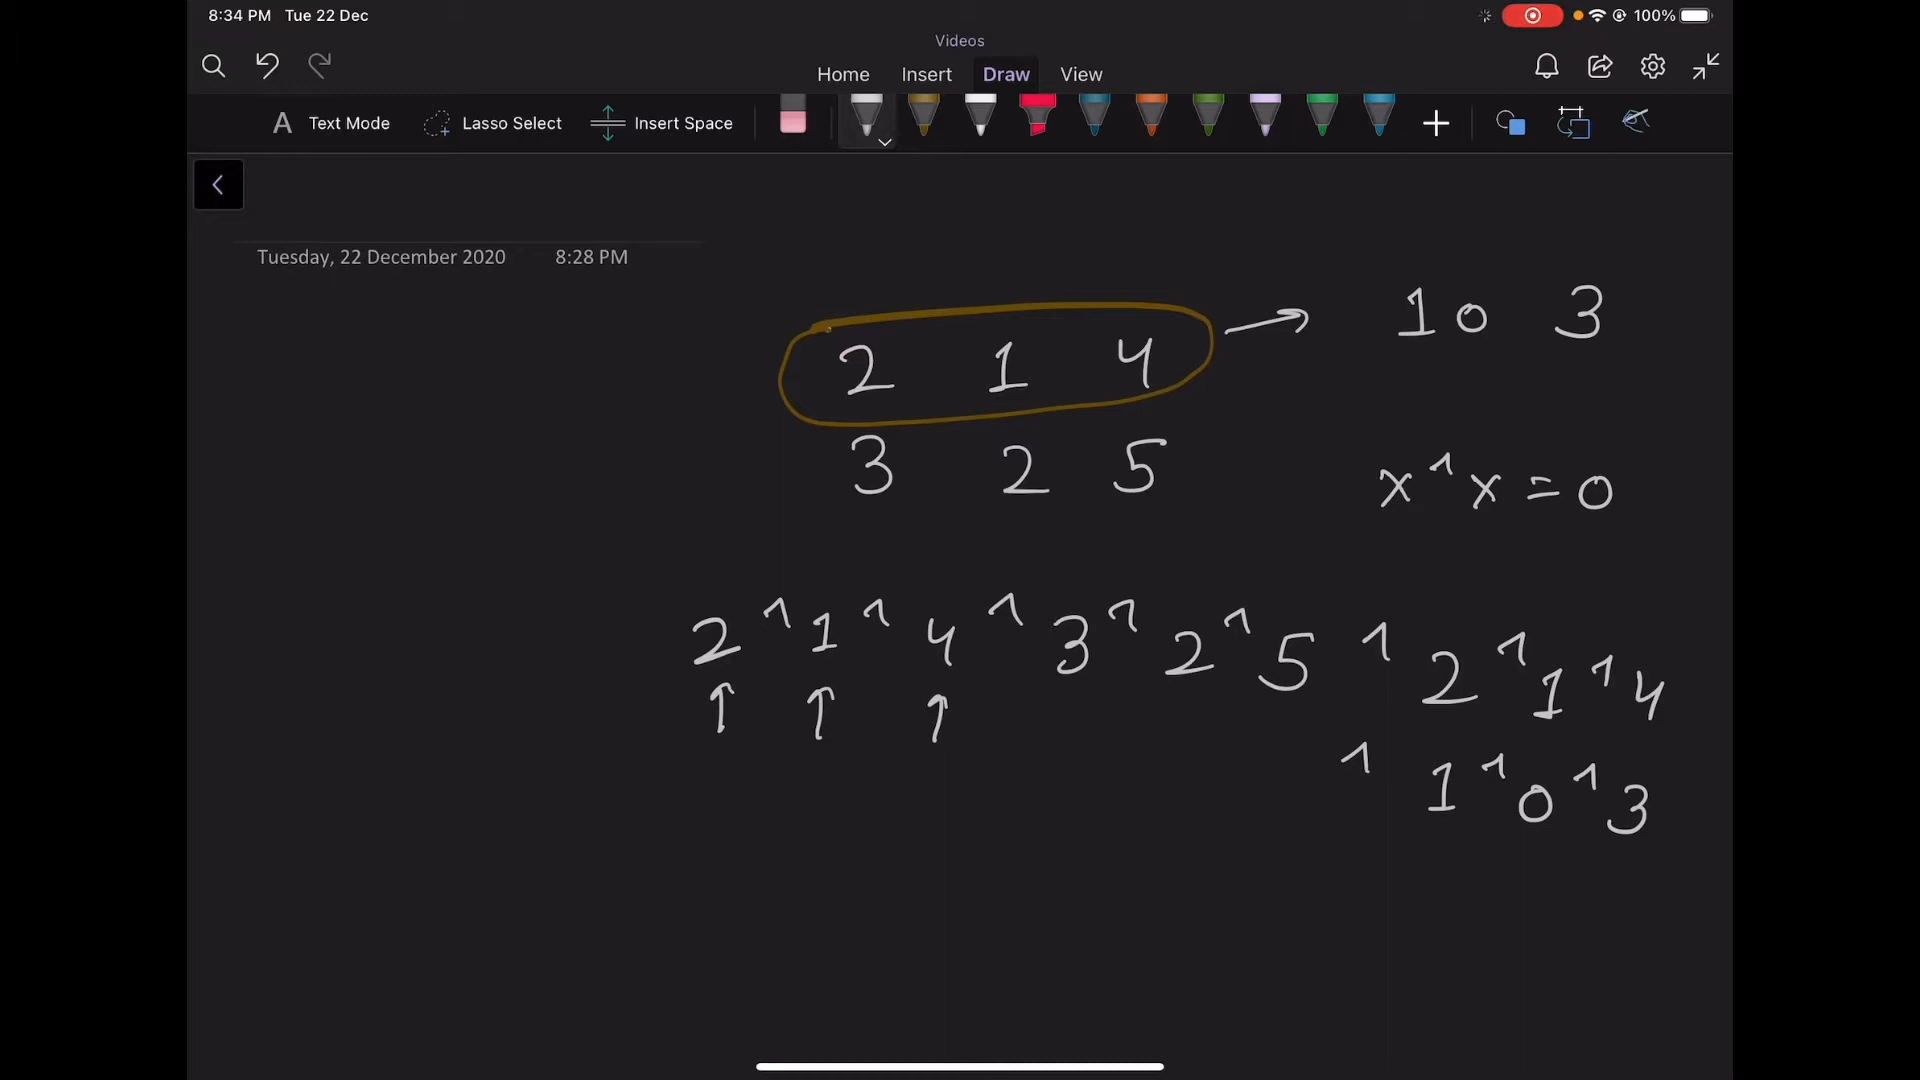 8:34 PM Tue 22 Dec 100%
Videos
Home Insert Draw View
A Text Mode Lasso Select Insert Space
Tuesday, 22 December 2020 8:28 PM
2 1 4 → 1 0 3
3 2 5
x ^ x = 0
2 ^ 1 ^ 4 ^ 3 ^ 2 ^ 5 ^ 2 ^ 1 ^ 4
↑ ↑ ↑
^ 1 ^ 0 ^ 3